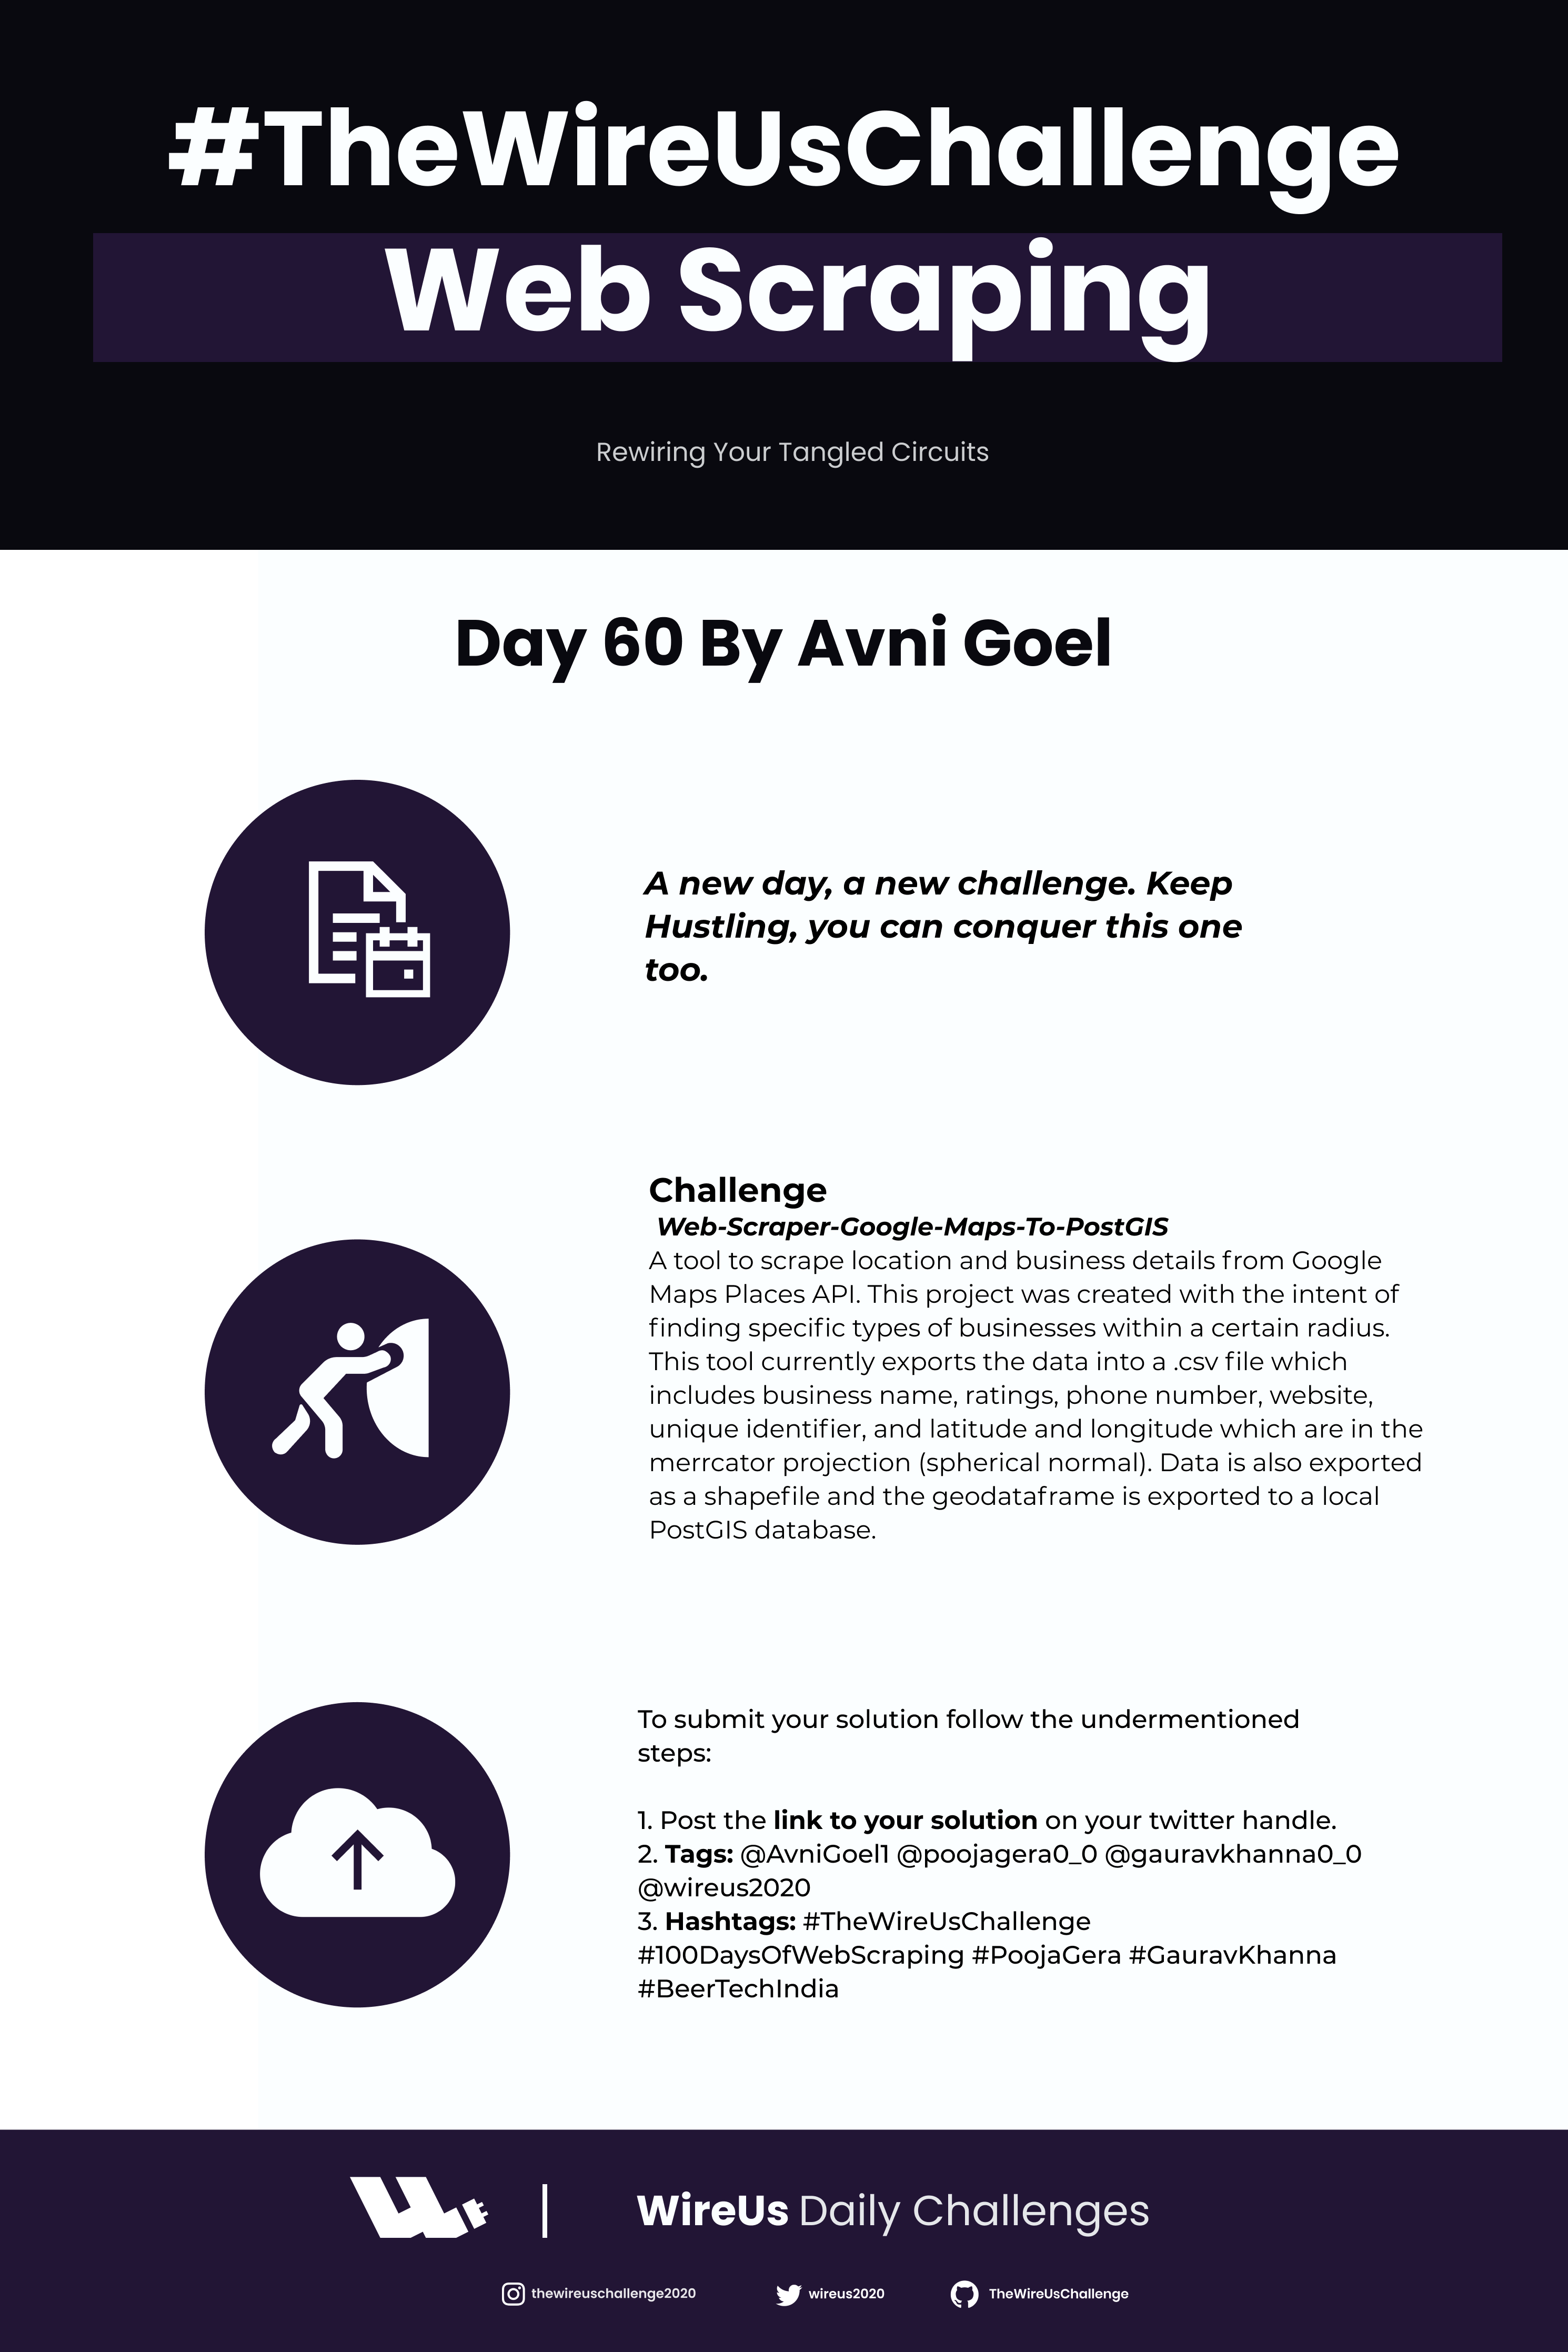 #TheWireUsChallenge
Web Scraping
Rewiring Your Tangled Circuits
Day 60 By Avni Goel
A new day, a new challenge. Keep
Hustling, you can conquer this one
too.
Challenge
Web-Scraper-Google-Maps-To-PostGIS
A tool to scrape location and business details from Google
Maps Places API. This project was created with the intent of
finding specific types of businesses within a certain radius.
This tool currently exports the data into a .csv file which
includes business name, ratings, phone number, website,
unique identifier, and latitude and longitude which are in the
merrcator projection (spherical normal). Data is also exported
as a shapefile and the geodataframe is exported to a local
PostGIS database.
To submit your solution follow the undermentioned
steps:
1. Post the link to your solution on your twitter handle.
2. Tags: @AvniGoel1 @poojagera0_0 @gauravkhanna0_0
@wireus2020
3. Hashtags: #TheWireUsChallenge
#100DaysOfWebScraping #PoojaGera #GauravKhanna
#BeerTechIndia
WireUs Daily Challenges
thewireuschallenge2020 wireus2020 TheWireUsChallenge